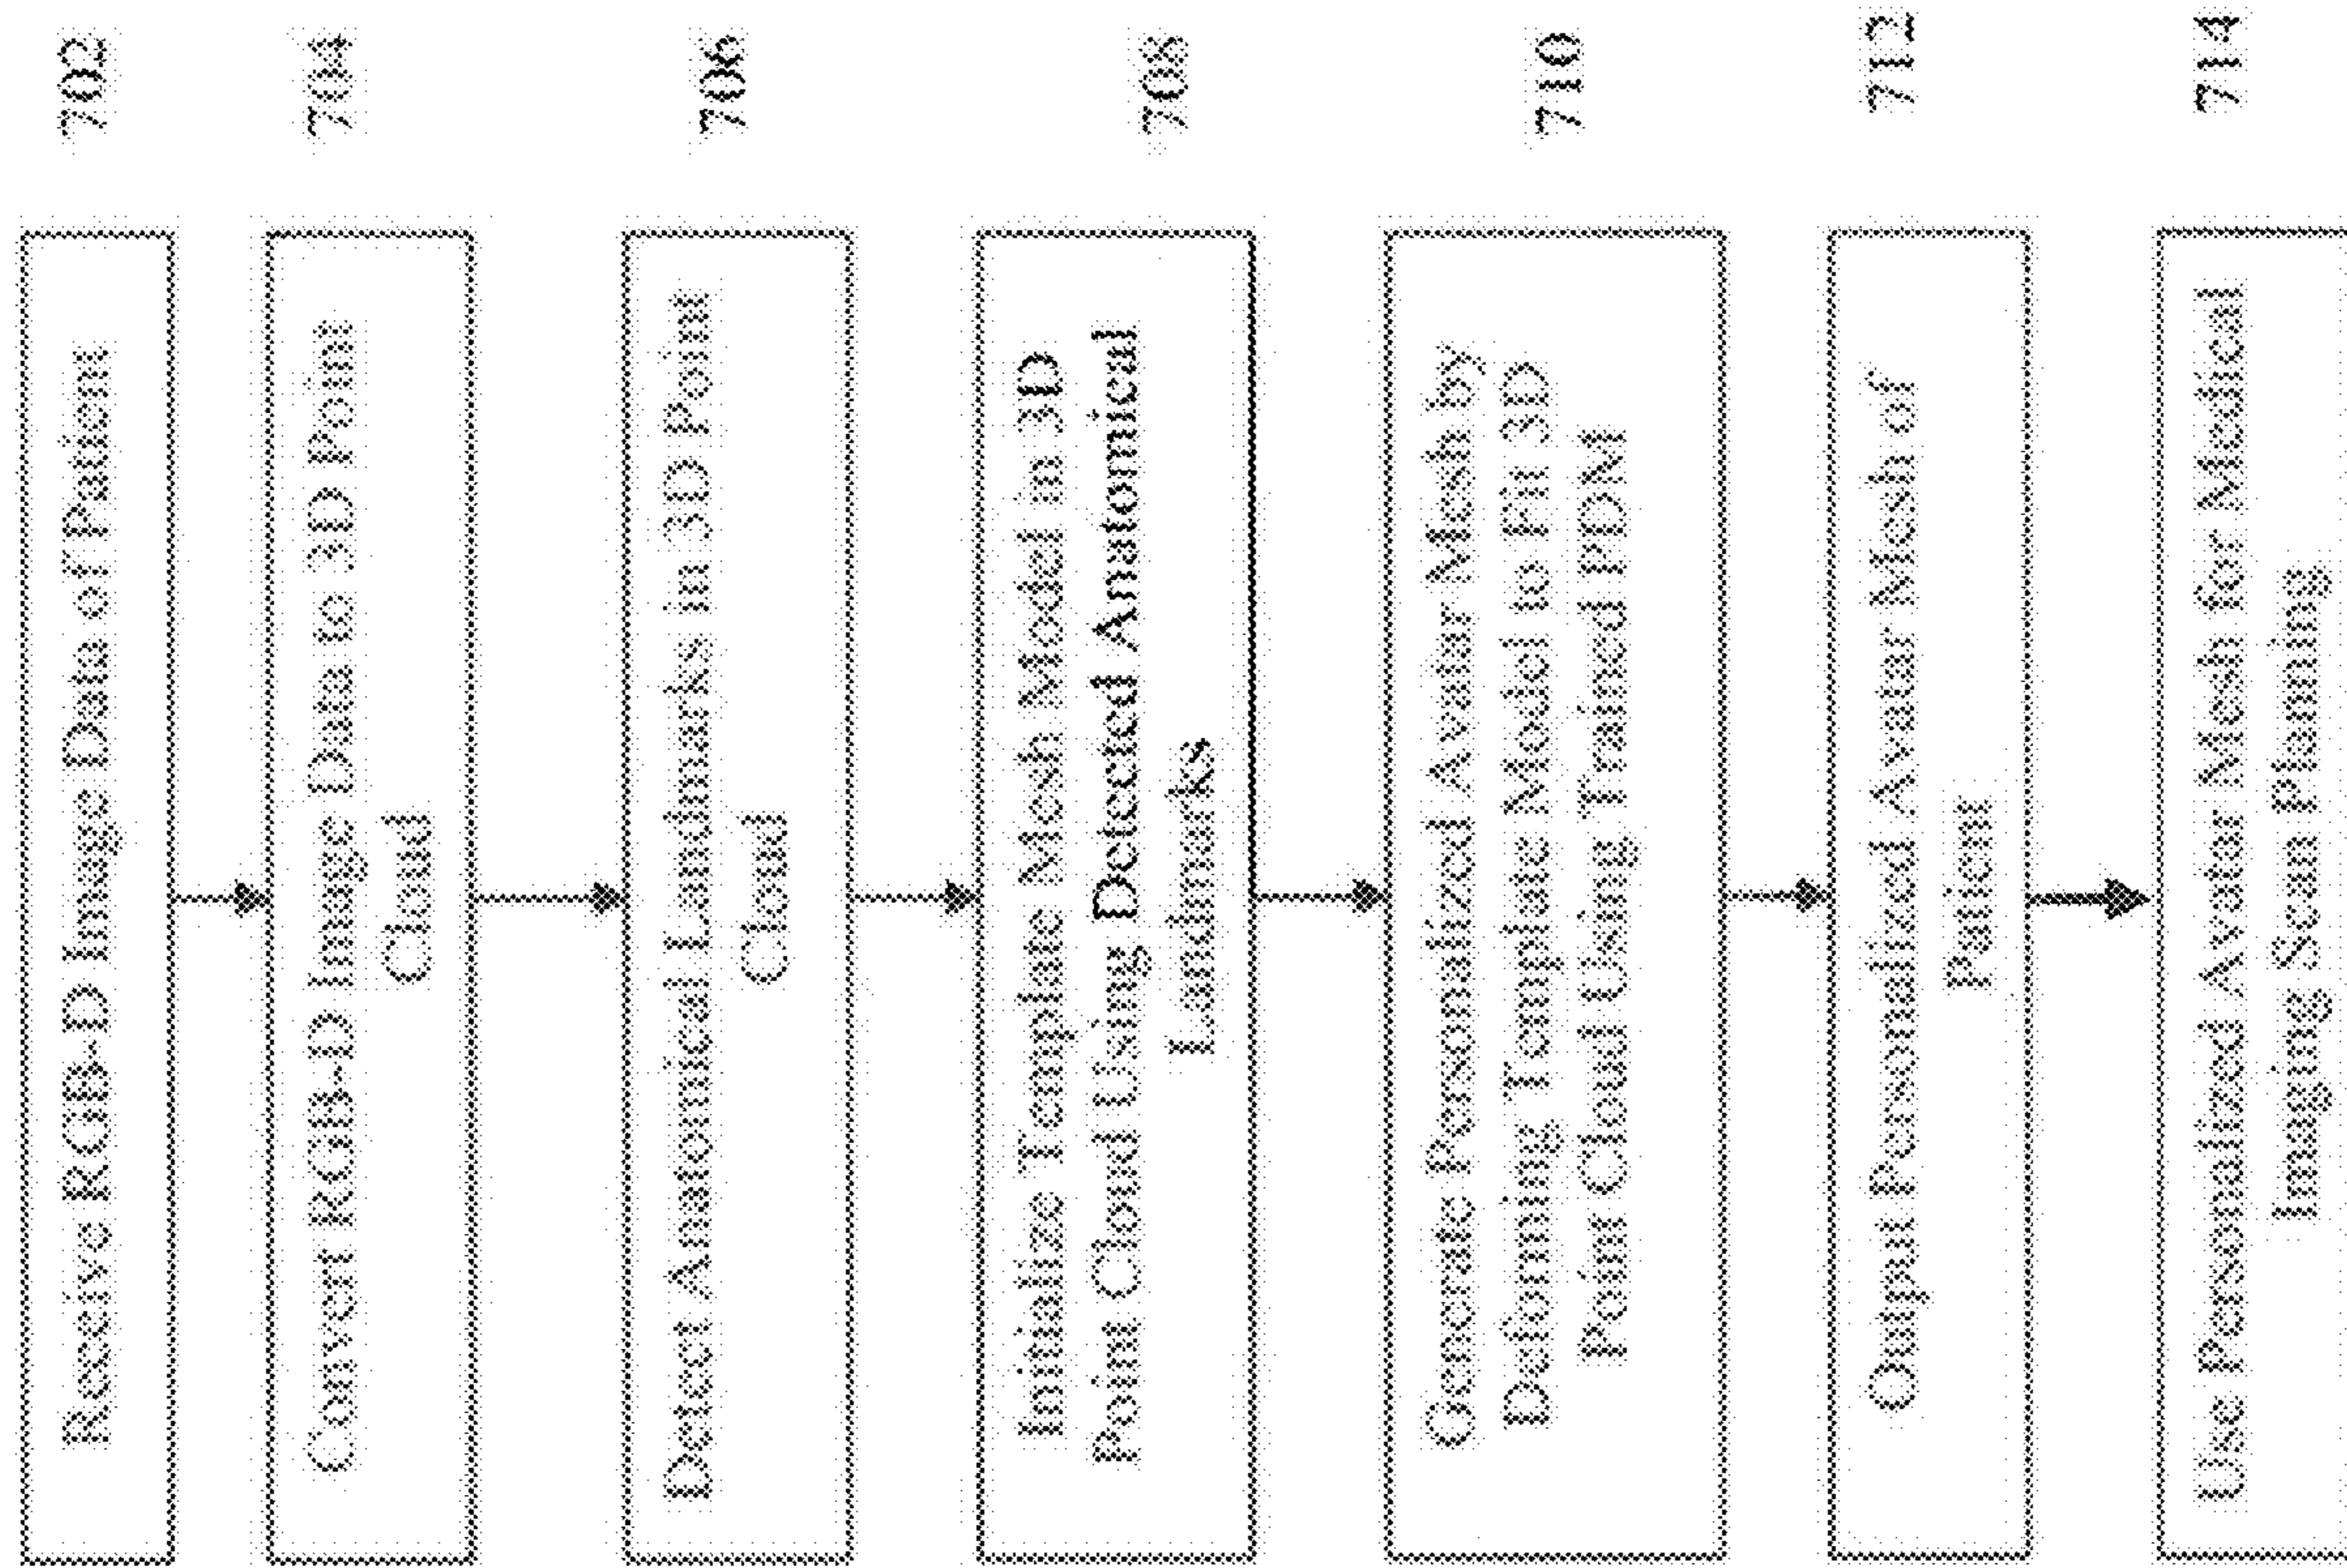 702
Receive RGB-D Image Data of Patient
704
Convert RGB-D Image Data to 3D Point
Cloud
706
Detect Anatomical Landmarks in 3D Point
Cloud
708
Initialize Template Mesh Model in 3D
Point Cloud Using Detected Anatomical
Landmarks
710
Generate Personalized Avatar Mesh by
Deforming Template Model to Fit 3D
Point Cloud Using Trained PDM
712
Output Personalized Avatar Mesh of
Patient
714
Use Personalized Avatar Mesh for Medical
Imaging Scan Planning